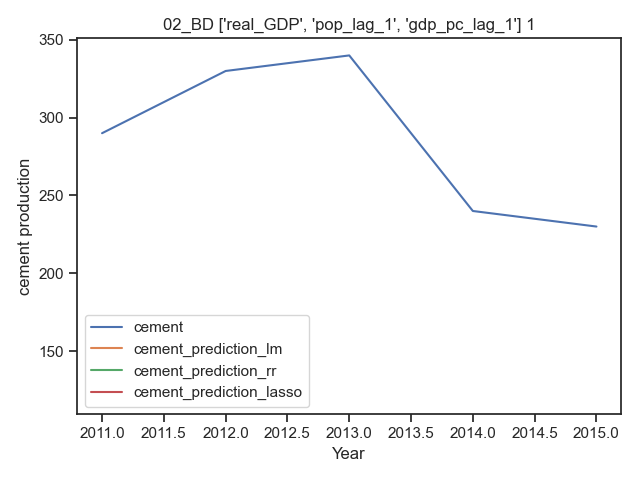 02_BD ['real_GDP', 'pop_lag_1', 'gdp_pc_lag_1'] 1
350
300
250
200
150
cement production
cement
cement_prediction_lm
cement_prediction_rr
cement_prediction_lasso
2011.0 2011.5 2012.0 2012.5 2013.0 2013.5 2014.0 2014.5 2015.0
Year